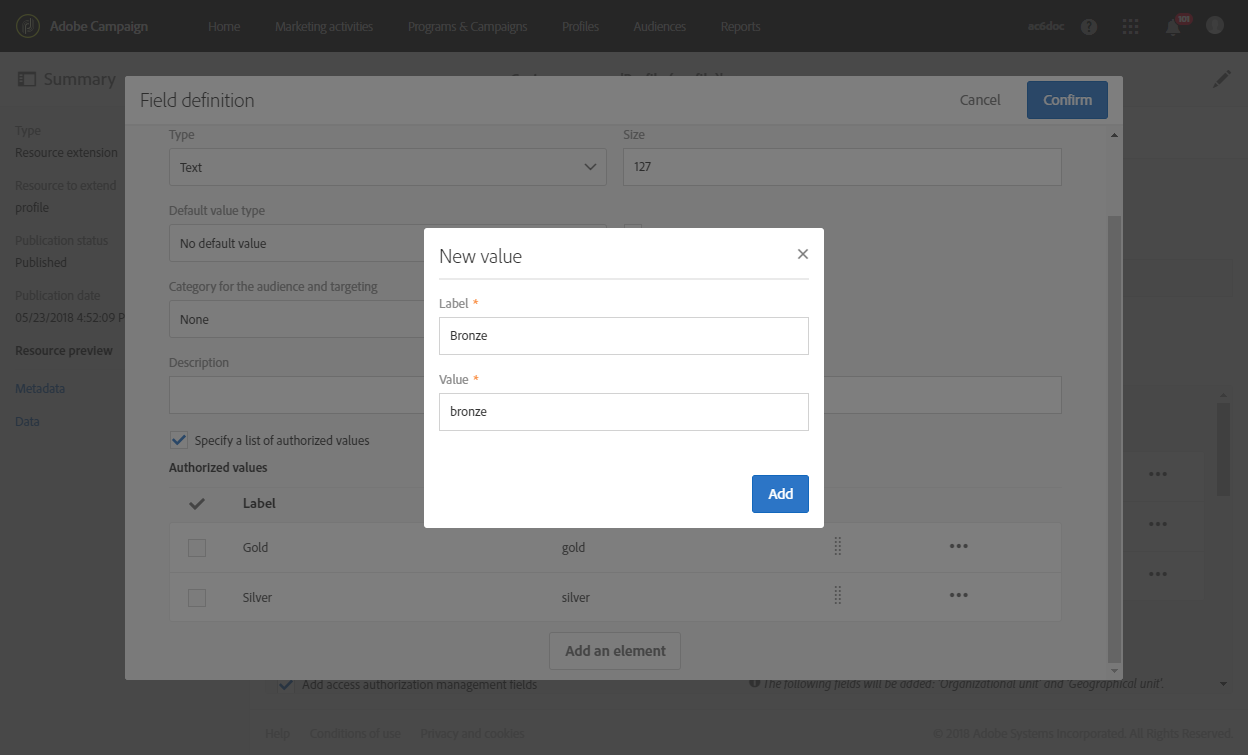 Adobe Campaign Home Marketing activities Programs & Campaigns Profiles Audiences Reports ac6doc ? 101
Summary
Field definition Cancel Confirm
Type
Resource extension
Resource to extend
profile
Publication status
Published
Publication date
05/23/2018 4:52:09 P
Resource preview
Metadata
Data
Type Size
Text 127
Default value type
No default value
Category for the audience and targeting
None
Description
Specify a list of authorized values
Authorized values
Label
Gold gold
Silver silver
Add an element
New value
Label *
Bronze
Value *
bronze
Add
Add access authorization management fields The following fields will be added: 'Organizational unit' and 'Geographical unit'.
Help Conditions of use Privacy and cookies © 2018 Adobe Systems Incorporated. All Rights Reserved